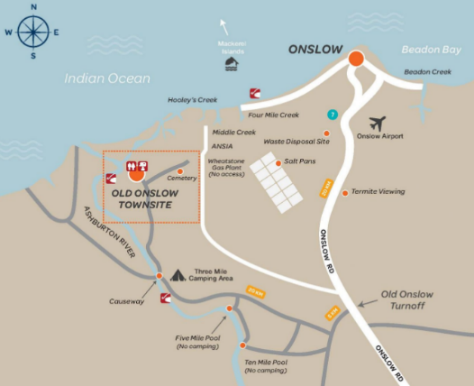 N
W
E
S
Mackerel
Islands
ONSLOW
Beadon Bay
Indian Ocean
Beadon Creek
Hooley's Creek
Four Mile Creek
?
Onslow Airport
Middle Creek
ANSIA
Waste Disposal Site
Wheatstone
Gas Plant
(No access)
Salt Pans
Cemetery
Termite Viewing
OLD ONSLOW
TOWNSITE
ASHBURTON RIVER
ONSLOW RD
Three Mile
Camping Area
Causeway
Old Onslow
Turnoff
Five Mile Pool
(No camping)
ONSLOW RD
Ten Mile Pool
(No camping)